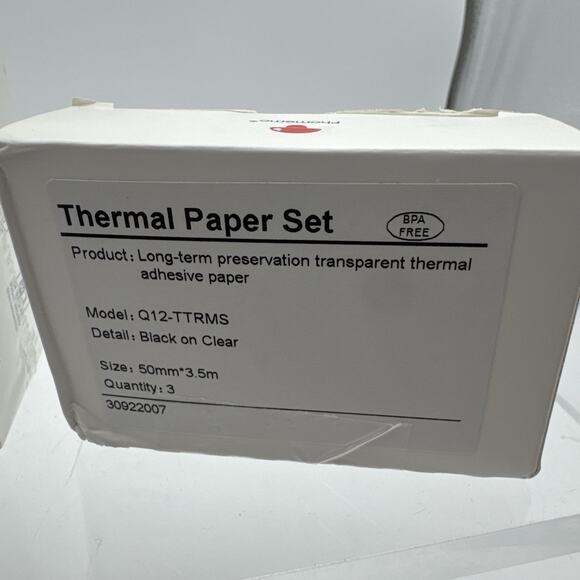 phomemo®
Thermal Paper Set
BPA
FREE
Product: Long-term preservation transparent thermal
adhesive paper
Model: Q12-TTRMS
Detail: Black on Clear
Size: 50mm*3.5m
Quantity: 3
30922007